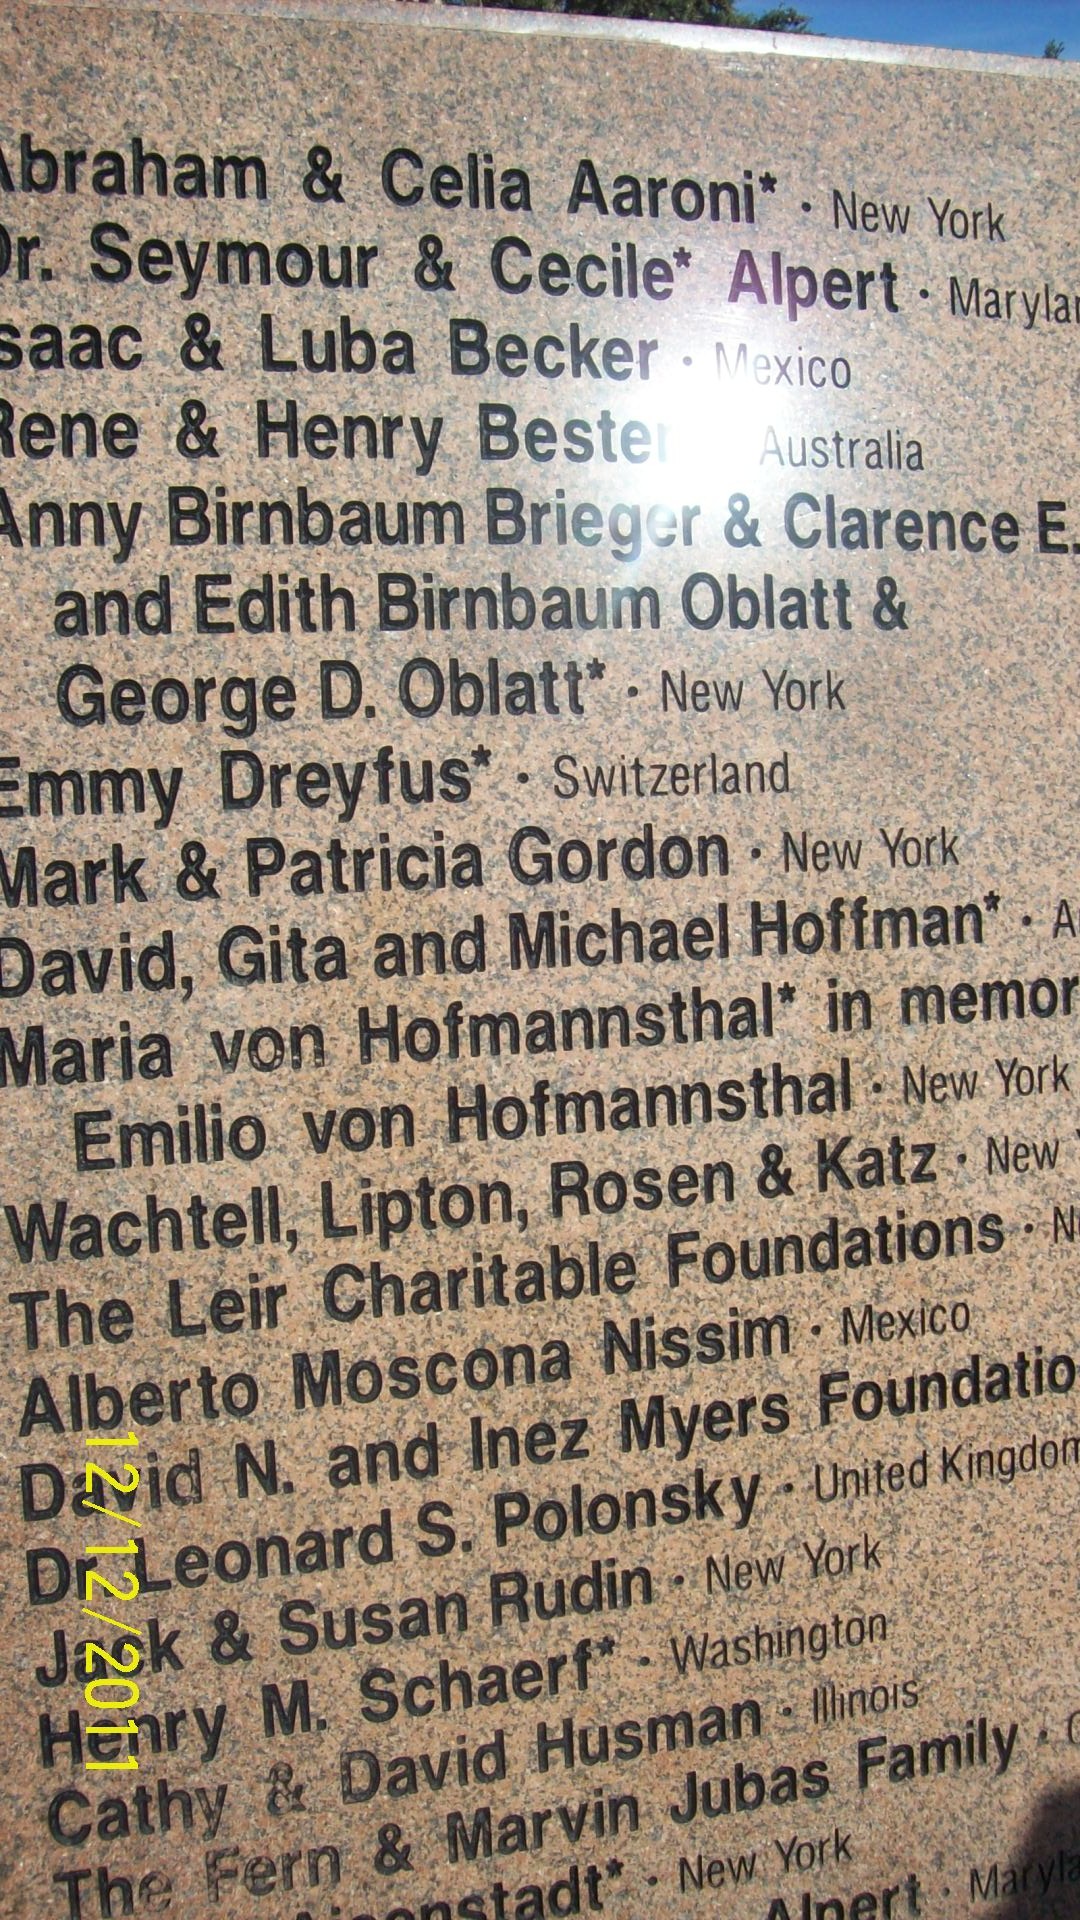 Abraham & Celia Aaroni* · New York
Dr. Seymour & Cecile* Alpert · Marylan
Isaac & Luba Becker · Mexico
Rene & Henry Bester Australia
Anny Birnbaum Brieger & Clarence E.
and Edith Birnbaum Oblatt &
George D. Oblatt* · New York
Emmy Dreyfus* · Switzerland
Mark & Patricia Gordon · New York
David, Gita and Michael Hoffman* ·
Maria von Hofmannsthal* in memor
Emilio von Hofmannsthal · New York
Wachtell, Lipton, Rosen & Katz · New
The Leir Charitable Foundations ·
Alberto Moscona Nissim · Mexico
David N. and Inez Myers Foundatio
Dr. Leonard S. Polonsky · United Kingdom
Jack & Susan Rudin · New York
Henry M. Schaerf* · Washington
Cathy & David Husman · Illinois
The Fern & Marvin Jubas Family ·
· New York
Alpert · Maryla
12/12/2011